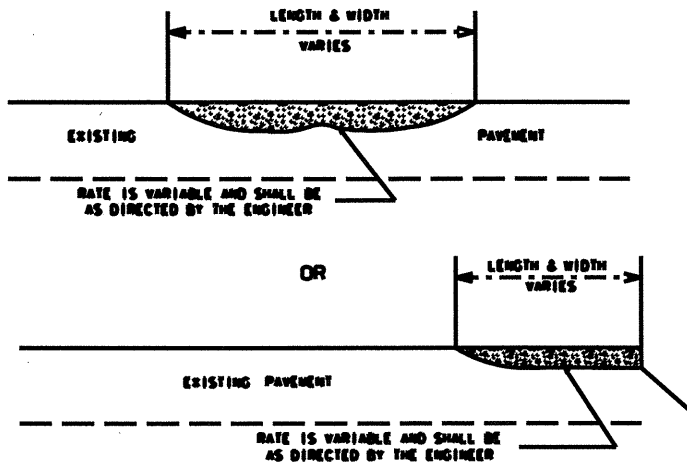 LENGTH & WIDTH
VARIES
EXISTING PAVEMENT
RATE IS VARIABLE AND SHALL BE
AS DIRECTED BY THE ENGINEER
OR
LENGTH & WIDTH
VARIES
EXISTING PAVEMENT
RATE IS VARIABLE AND SHALL BE
AS DIRECTED BY THE ENGINEER